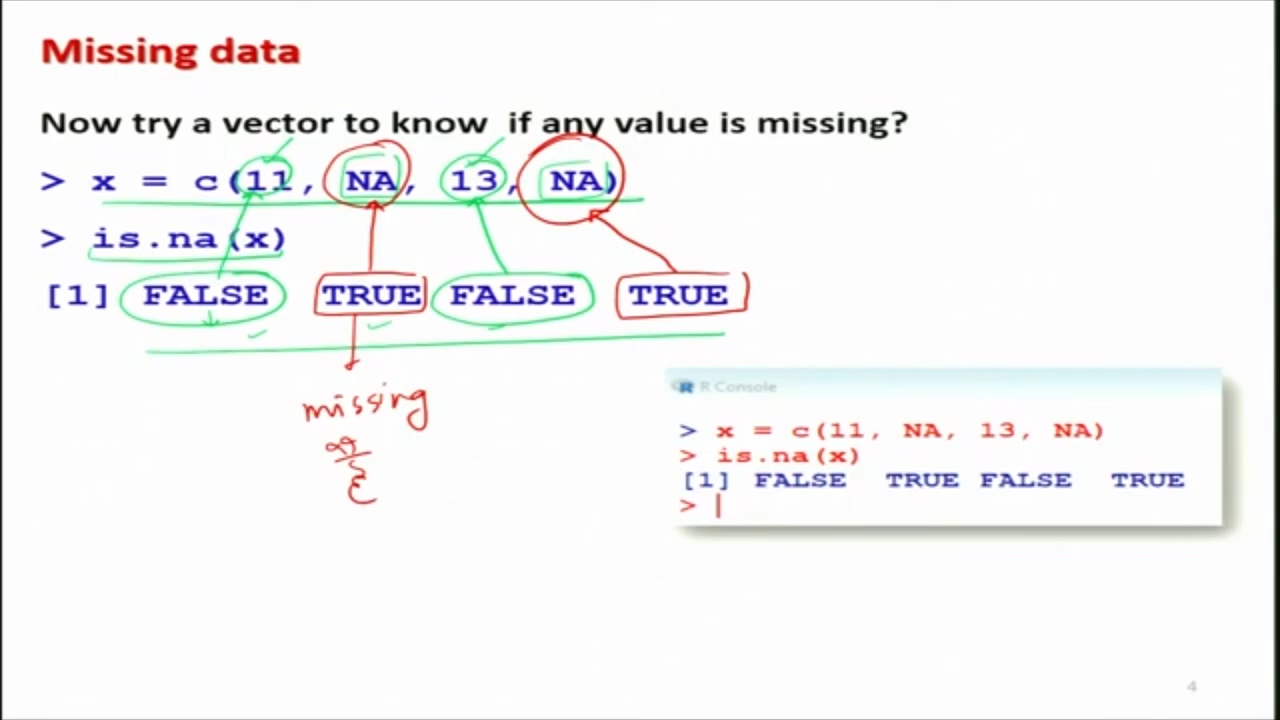 Missing data
Now try a vector to know if any value is missing?
> x = c(11, NA, 13, NA)
> is.na(x)
[1] FALSE TRUE FALSE TRUE
missing
R Console
> x = c(11, NA, 13, NA)
> is.na(x)
[1] FALSE TRUE FALSE TRUE
>
4